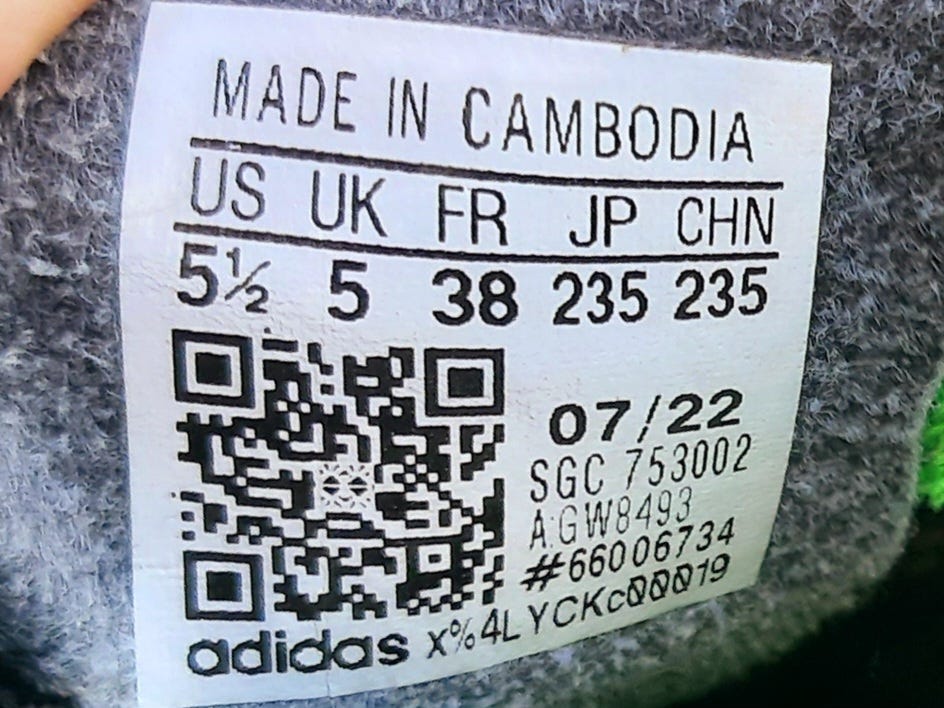 MADE IN CAMBODIA
US UK FR JP CHN
5½ 5 38 235 235
07/22
SGC 753002
A:GW8493
#66006734
adidas x%4LYCKc00019